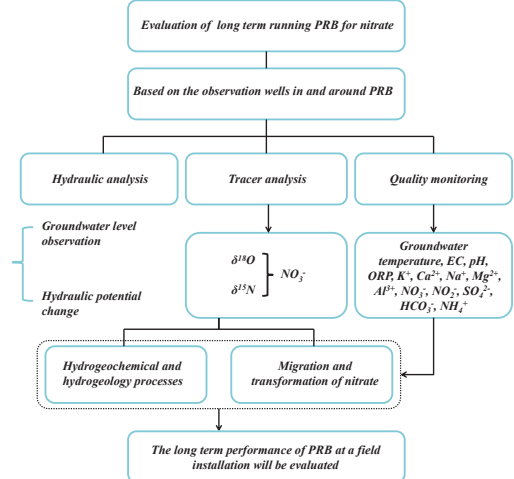 Evaluation of long term running PRB for nitrate
Based on the observation wells in and around PRB
Hydraulic analysis
Tracer analysis
Quality monitoring
Groundwater level
observation
Hydraulic potential
change
δ¹⁸O
δ¹⁵N
NO₃⁻
Groundwater
temperature, EC, pH,
ORP, K⁺, Ca²⁺, Na⁺, Mg²⁺,
Al³⁺, NO₃⁻, NO₂⁻, SO₄²⁻,
HCO₃⁻, NH₄⁺
Hydrogeochemical and
hydrogeology processes
Migration and
transformation of nitrate
The long term performance of PRB at a field
installation will be evaluated